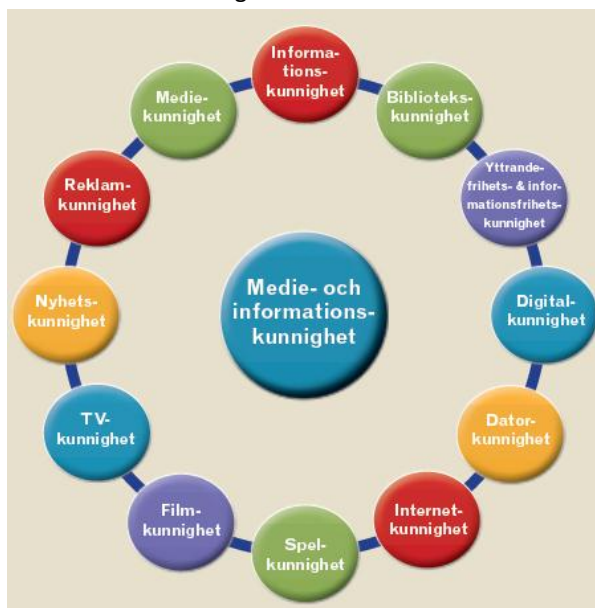 Informa-
tions-
kunnighet
Biblioteks-
kunnighet
Yttrande-
frihets- & infor-
mationsfrihets-
kunnighet
Digital-
kunnighet
Dator-
kunnighet
Internet-
kunnighet
Spel-
kunnighet
Film-
kunnighet
TV-
kunnighet
Nyhets-
kunnighet
Reklam-
kunnighet
Medie-
kunnighet
Medie- och
informations-
kunnighet